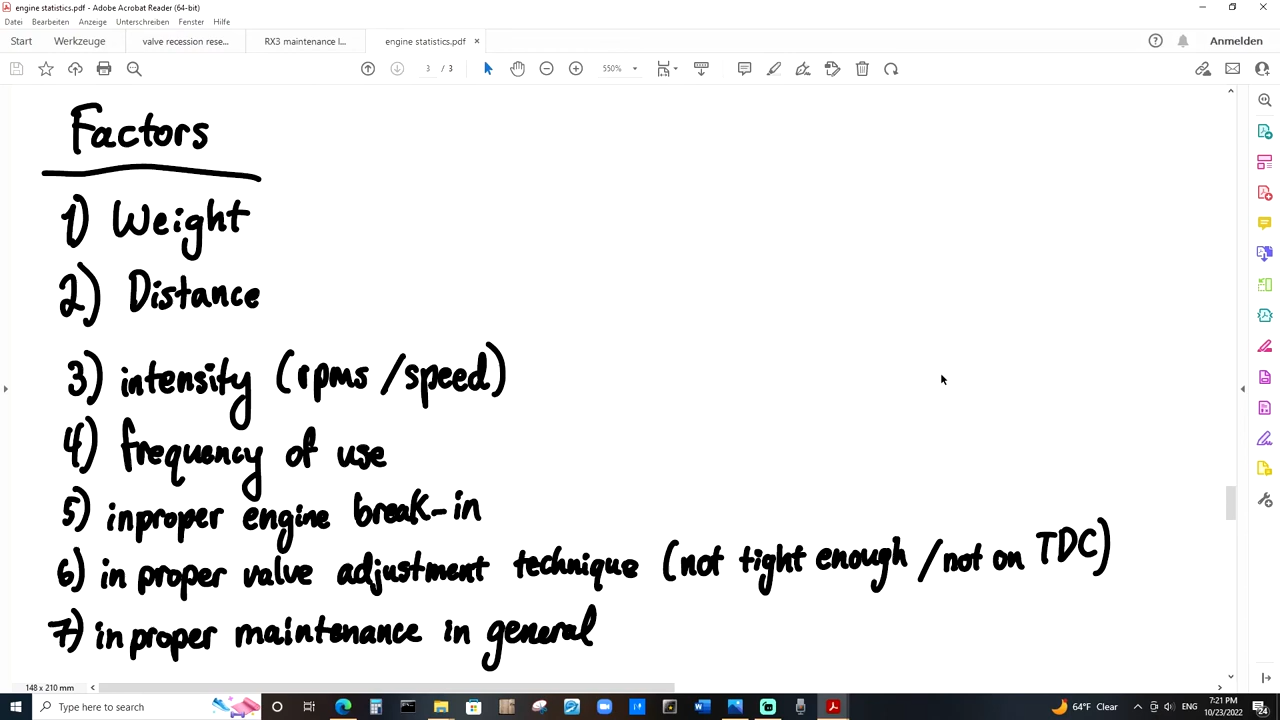 engine statistics.pdf - Adobe Acrobat Reader (64-bit)
Datei Bearbeiten Anzeige Unterschreiben Fenster Hilfe
Start Werkzeuge valve recession rese... RX3 maintenance l... engine statistics.pdf × Anmelden
3 / 3 550%
Factors
1) Weight
2) Distance
3) intensity (rpms/speed)
4) frequency of use
5) inproper engine break-in
6) in proper valve adjustment technique (not tight enough/not on TDC)
7) in proper maintenance in general
148 x 210 mm
Type here to search
64°F Clear
7:21 PM
10/23/2022
24